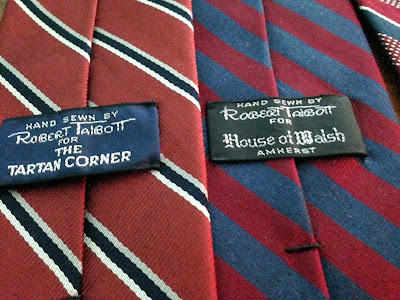 HAND SEWN BY
Robert Talbott
FOR
THE
TARTAN CORNER
HAND SEWN BY
Robert Talbott
FOR
House of Walsh
AMHERST